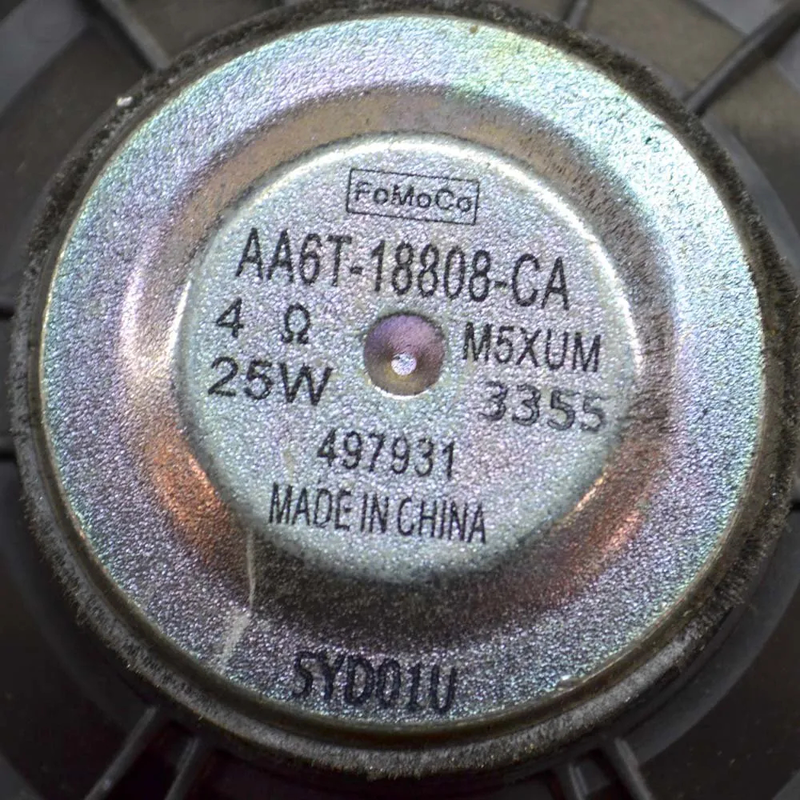 FoMoCo
AA6T-18808-CA
4 Ω M5XUM
25W 3355
497931
MADE IN CHINA
5YD01U